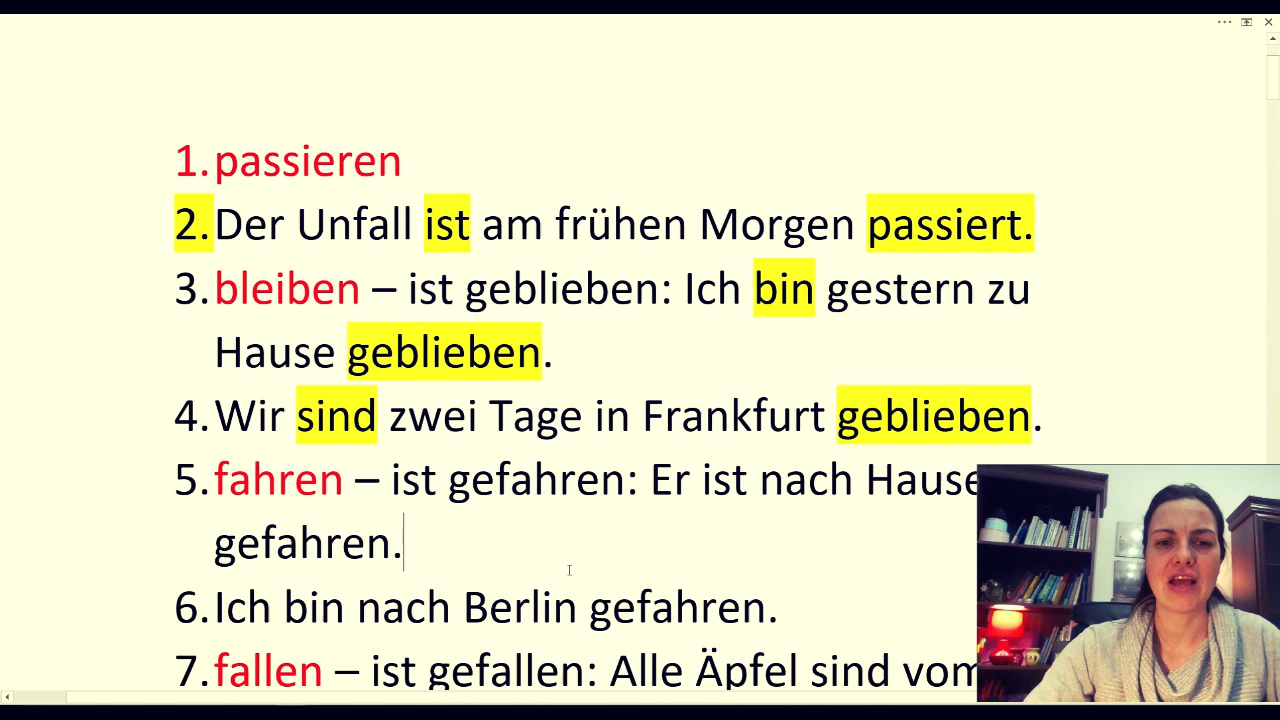 1. passieren
2. Der Unfall ist am frühen Morgen passiert.
3. bleiben – ist geblieben: Ich bin gestern zu
Hause geblieben.
4. Wir sind zwei Tage in Frankfurt geblieben.
5. fahren – ist gefahren: Er ist nach Hause
gefahren.
6. Ich bin nach Berlin gefahren.
7. fallen – ist gefallen: Alle Äpfel sind vom